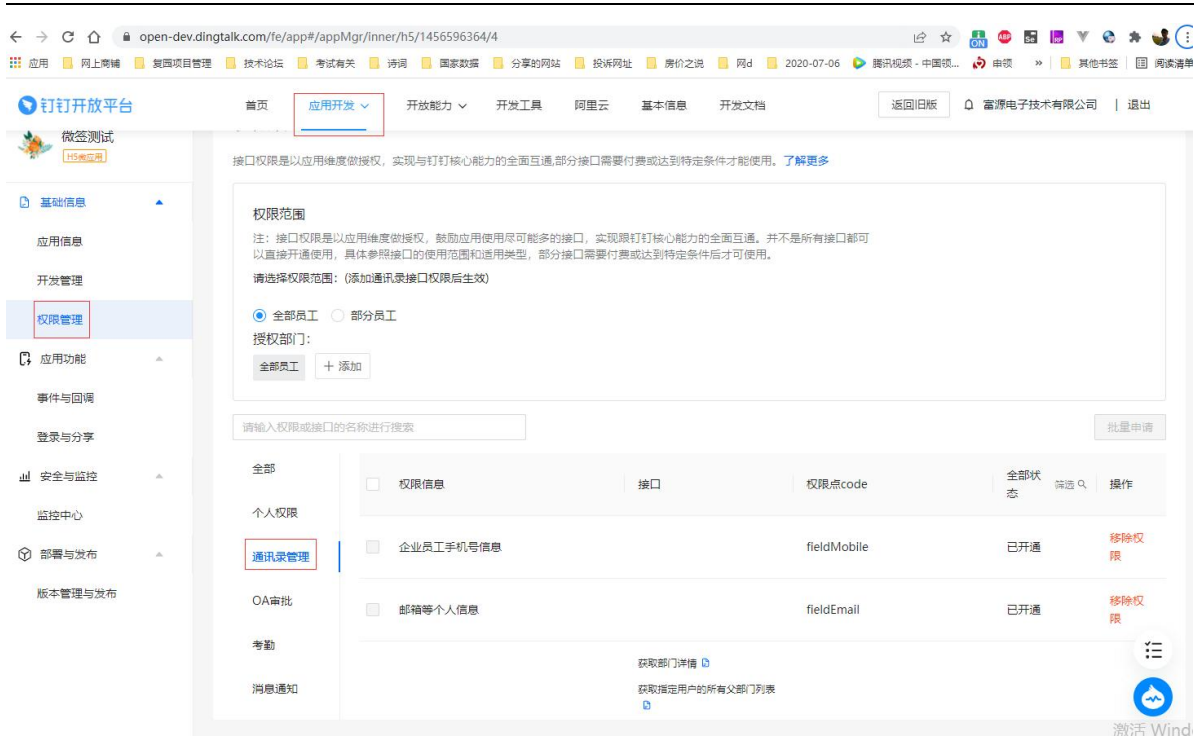 open-dev.dingtalk.com/fe/app#/appMgr/inner/h5/1456596364/4
ON
ABP
Se
RP
应用 网上商铺 复园项目管理 技术论坛 考试有关 诗词 国家数据 分享的网站 投诉网址 房价之说 网d 2020-07-06 腾讯视频 - 中国领... 申领 » 其他书签 阅读清单
钉钉开放平台 首页 应用开发 开放能力 开发工具 阿里云 基本信息 开发文档 返回旧版 富源电子技术有限公司 | 退出
微签测试
H5微应用
接口权限是以应用维度做授权，实现与钉钉核心能力的全面互通,部分接口需要付费或达到特定条件才能使用。了解更多
基础信息
应用信息
开发管理
权限管理
应用功能
事件与回调
登录与分享
安全与监控
监控中心
部署与发布
版本管理与发布
权限范围
注：接口权限是以应用维度做授权，鼓励应用使用尽可能多的接口，实现跟钉钉核心能力的全面互通。并不是所有接口都可
以直接开通使用，具体参照接口的使用范围和适用类型，部分接口需要付费或达到特定条件后才可使用。
请选择权限范围：(添加通讯录接口权限后生效)
全部员工 部分员工
授权部门：
全部员工 + 添加
请输入权限或接口的名称进行搜索 批量申请
全部
个人权限
通讯录管理
OA审批
考勤
消息通知
权限信息 接口 权限点code 全部状态 筛选 操作
企业员工手机号信息 fieldMobile 已开通 移除权限
邮箱等个人信息 fieldEmail 已开通 移除权限
获取部门详情
获取指定用户的所有父部门列表
激活 Wind